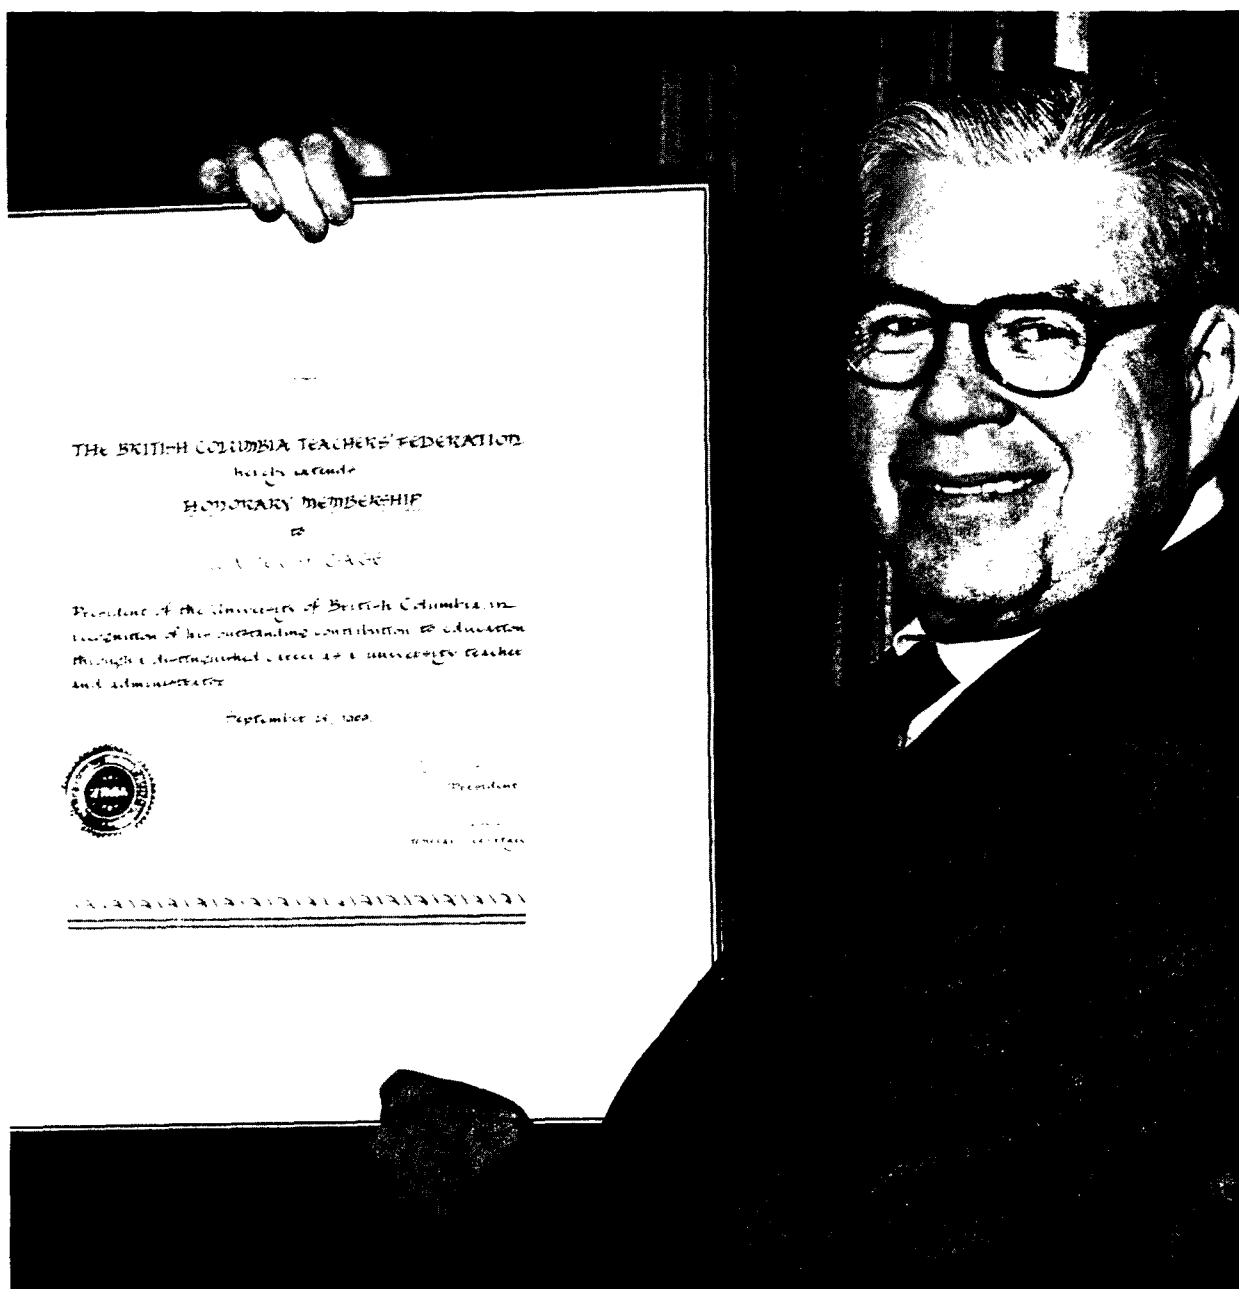 THE BRITISH COLUMBIA TEACHERS' FEDERATION
hereby extends
HONORARY MEMBERSHIP
to
GAGE
President of the University of British Columbia, in
recognition of his outstanding contribution to education
through a distinguished career as a university teacher
and administrator
September
President